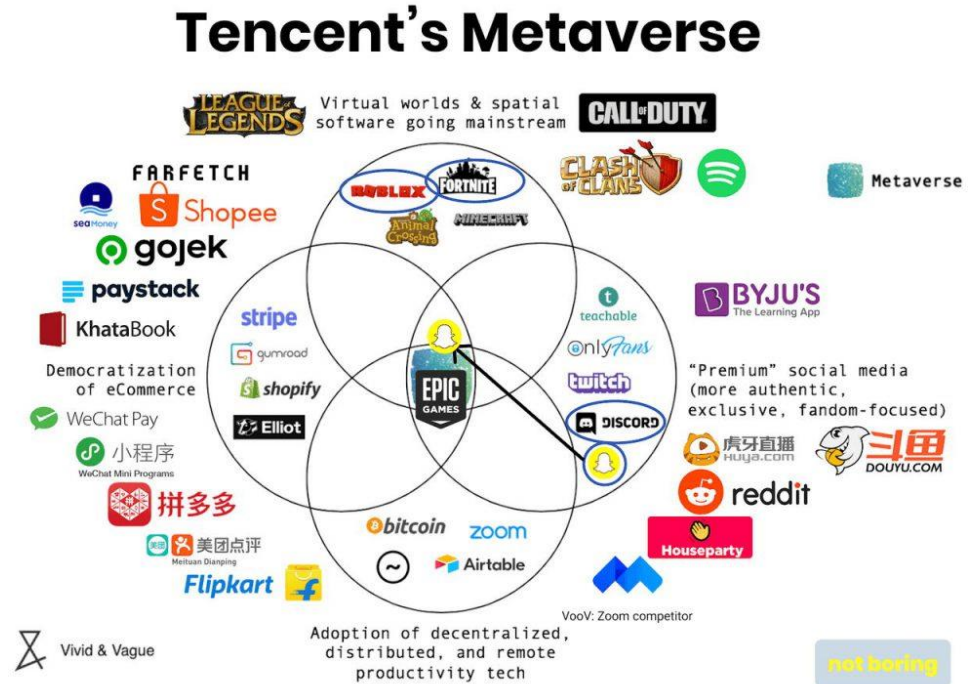 Tencent's Metaverse
LEAGUE of LEGENDS
Virtual worlds & spatial
software going mainstream
CALL OF DUTY
CLASH OF CLANS
Metaverse
FARFETCH
seaMoney
S Shopee
gojek
paystack
KhataBook
ROBLOX
FORTNITE
Animal Crossing
MINECRAFT
stripe
gumroad
shopify
Elliot
EPIC
GAMES
t
teachable
OnlyFans
twitch
DISCORD
B BYJU'S
The Learning App
Democratization
of eCommerce
"Premium" social media
(more authentic,
exclusive, fandom-focused)
WeChat Pay
小程序
WeChat Mini Programs
拼多多
美团
美团点评
Meituan Dianping
Flipkart f
虎牙直播
Huya.com
斗鱼
DOUYU.COM
reddit
Houseparty
VooV: Zoom competitor
bitcoin
zoom
~
Airtable
Adoption of decentralized,
distributed, and remote
productivity tech
Vivid & Vague
not boring